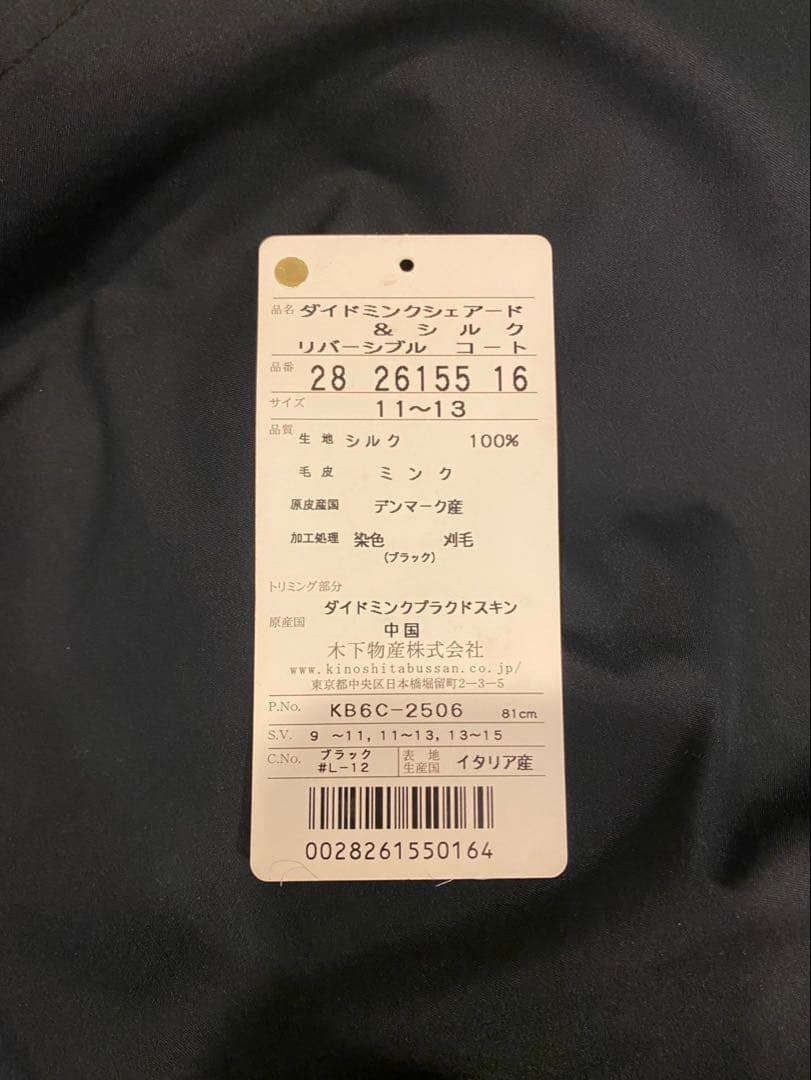 品名 ダイドミンクシェアード
& シルク
リバーシブル コート
品番 28 26155 16
サイズ 11〜13
品質 生地 シルク 100%
毛皮 ミンク
原皮産国 デンマーク産
加工処理 染色 刈毛
(ブラック)
トリミング部分
ダイドミンクプラクドスキン
原産国 中国
木下物産株式会社
www.kinoshitabussan.co.jp/
東京都中央区日本橋堀留町2-3-5
P.No. KB6C-2506 81cm
S.V. 9 〜11, 11〜13, 13〜15
C.No. ブラック #L-12 表地生産国 イタリア産
0028261550164